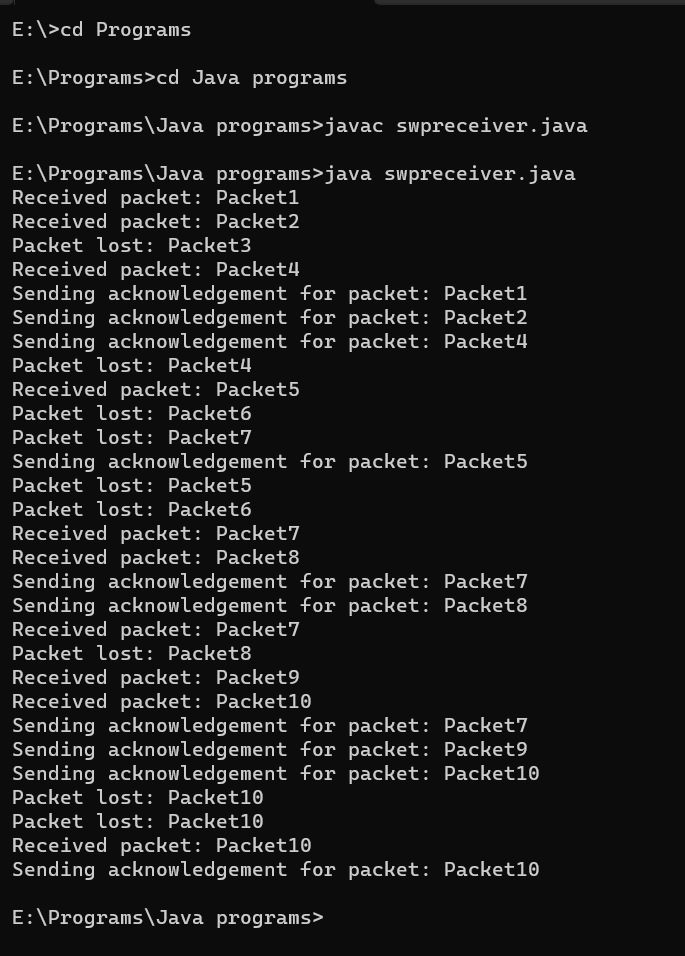 E:\>cd Programs
E:\Programs>cd Java programs
E:\Programs\Java programs>javac swpreceiver.java
E:\Programs\Java programs>java swpreceiver.java
Received packet: Packet1
Received packet: Packet2
Packet lost: Packet3
Received packet: Packet4
Sending acknowledgement for packet: Packet1
Sending acknowledgement for packet: Packet2
Sending acknowledgement for packet: Packet4
Packet lost: Packet4
Received packet: Packet5
Packet lost: Packet6
Packet lost: Packet7
Sending acknowledgement for packet: Packet5
Packet lost: Packet5
Packet lost: Packet6
Received packet: Packet7
Received packet: Packet8
Sending acknowledgement for packet: Packet7
Sending acknowledgement for packet: Packet8
Received packet: Packet7
Packet lost: Packet8
Received packet: Packet9
Received packet: Packet10
Sending acknowledgement for packet: Packet7
Sending acknowledgement for packet: Packet9
Sending acknowledgement for packet: Packet10
Packet lost: Packet10
Packet lost: Packet10
Received packet: Packet10
Sending acknowledgement for packet: Packet10
E:\Programs\Java programs>